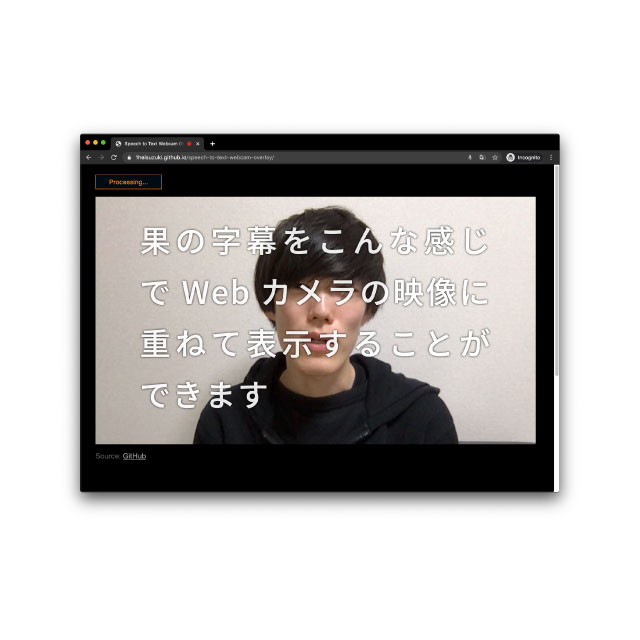 Speech to Text Webcam O
1heisuzuki.github.io/speech-to-text-webcam-overlay/
Incognito
Processing...
果の字幕をこんな感じ
で Web カメラの映像に
重ねて表示することが
できます
Source: GitHub